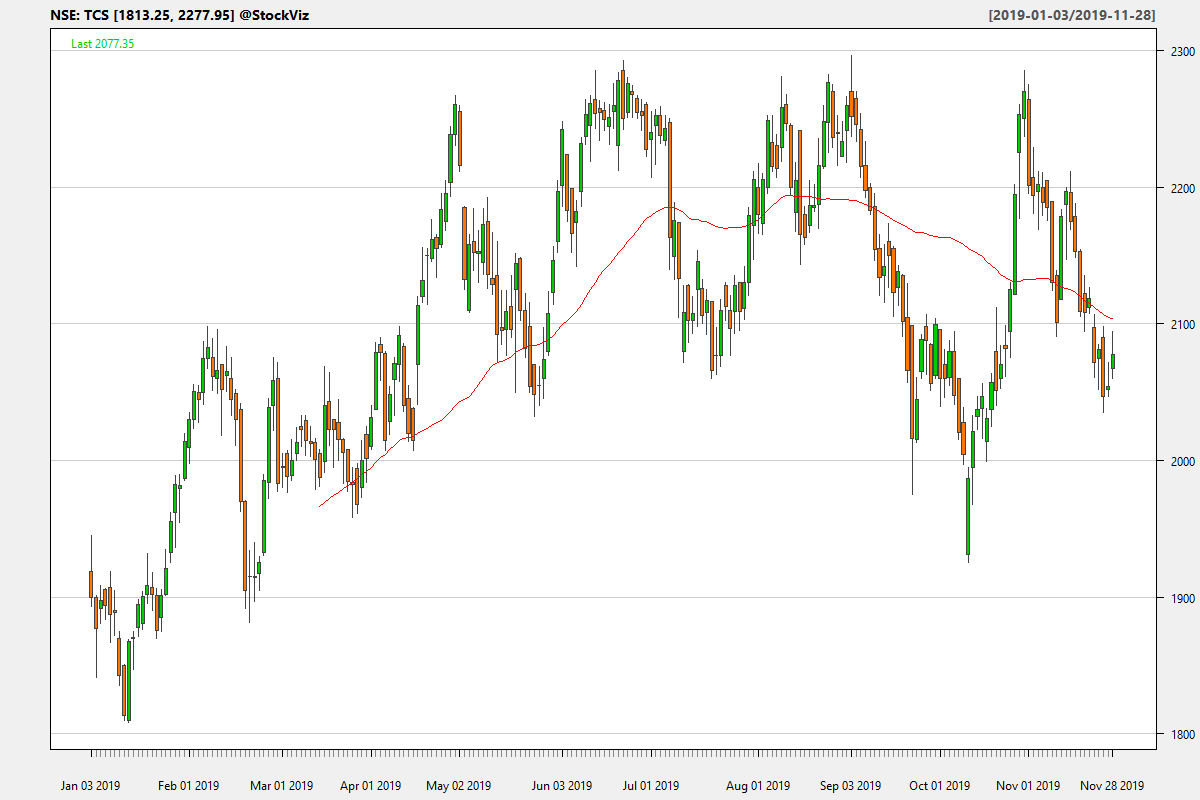 NSE: TCS [1813.25, 2277.95] @StockViz
[2019-01-03/2019-11-28]
Last 2077.35
2300
2200
2100
2000
1900
1800
Jan 03 2019 Feb 01 2019 Mar 01 2019 Apr 01 2019 May 02 2019 Jun 03 2019 Jul 01 2019 Aug 01 2019 Sep 03 2019 Oct 01 2019 Nov 01 2019 Nov 28 2019